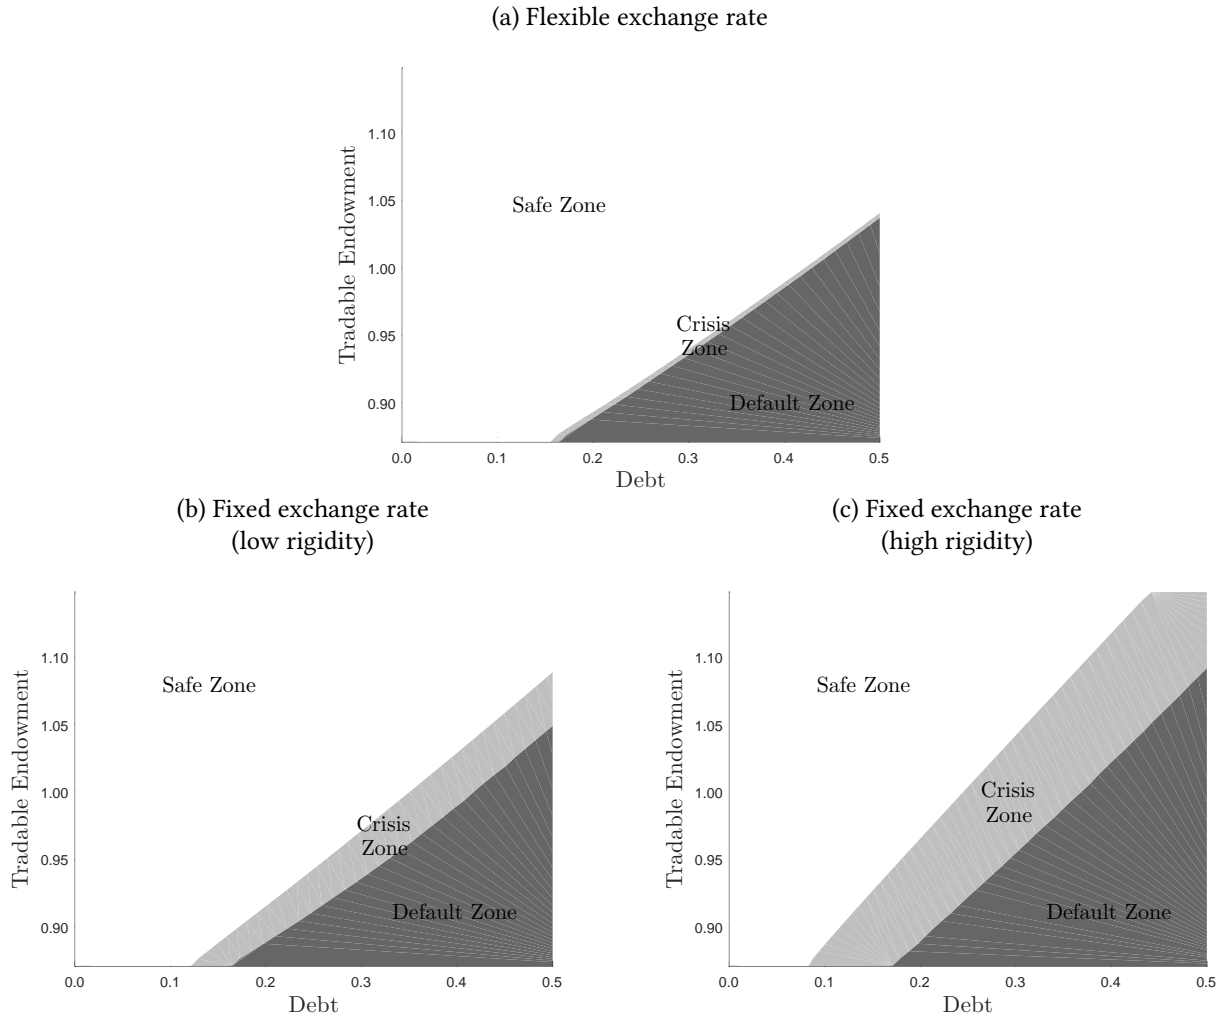 (a) Flexible exchange rate
Tradable Endowment
1.10
1.05
1.00
0.95
0.90
Safe Zone
Crisis
Zone
Default Zone
0.0 0.1 0.2 0.3 0.4 0.5
Debt
(b) Fixed exchange rate
(low rigidity)
Tradable Endowment
1.10
1.05
1.00
0.95
0.90
Safe Zone
Crisis
Zone
Default Zone
0.0 0.1 0.2 0.3 0.4 0.5
Debt
(c) Fixed exchange rate
(high rigidity)
Tradable Endowment
1.10
1.05
1.00
0.95
0.90
Safe Zone
Crisis
Zone
Default Zone
0.0 0.1 0.2 0.3 0.4 0.5
Debt